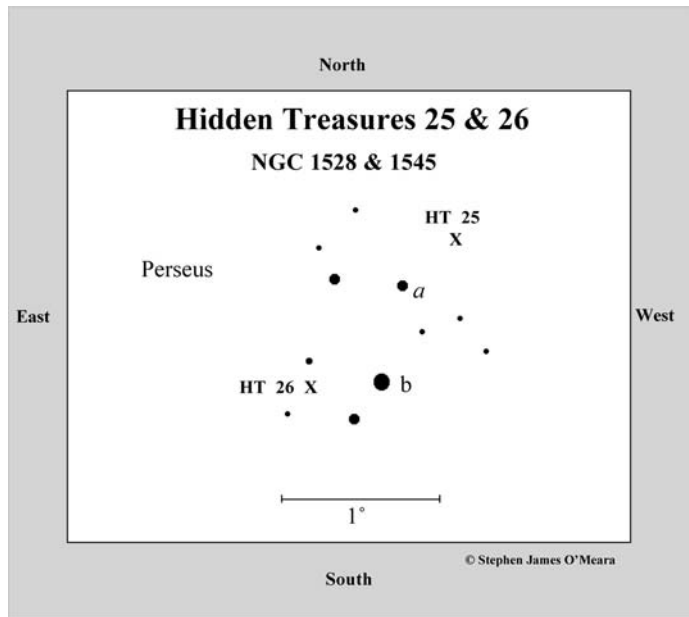 North
Hidden Treasures 25 & 26
NGC 1528 & 1545
HT 25
X
Perseus
a
East
West
HT 26 X
b
1°
© Stephen James O'Meara
South